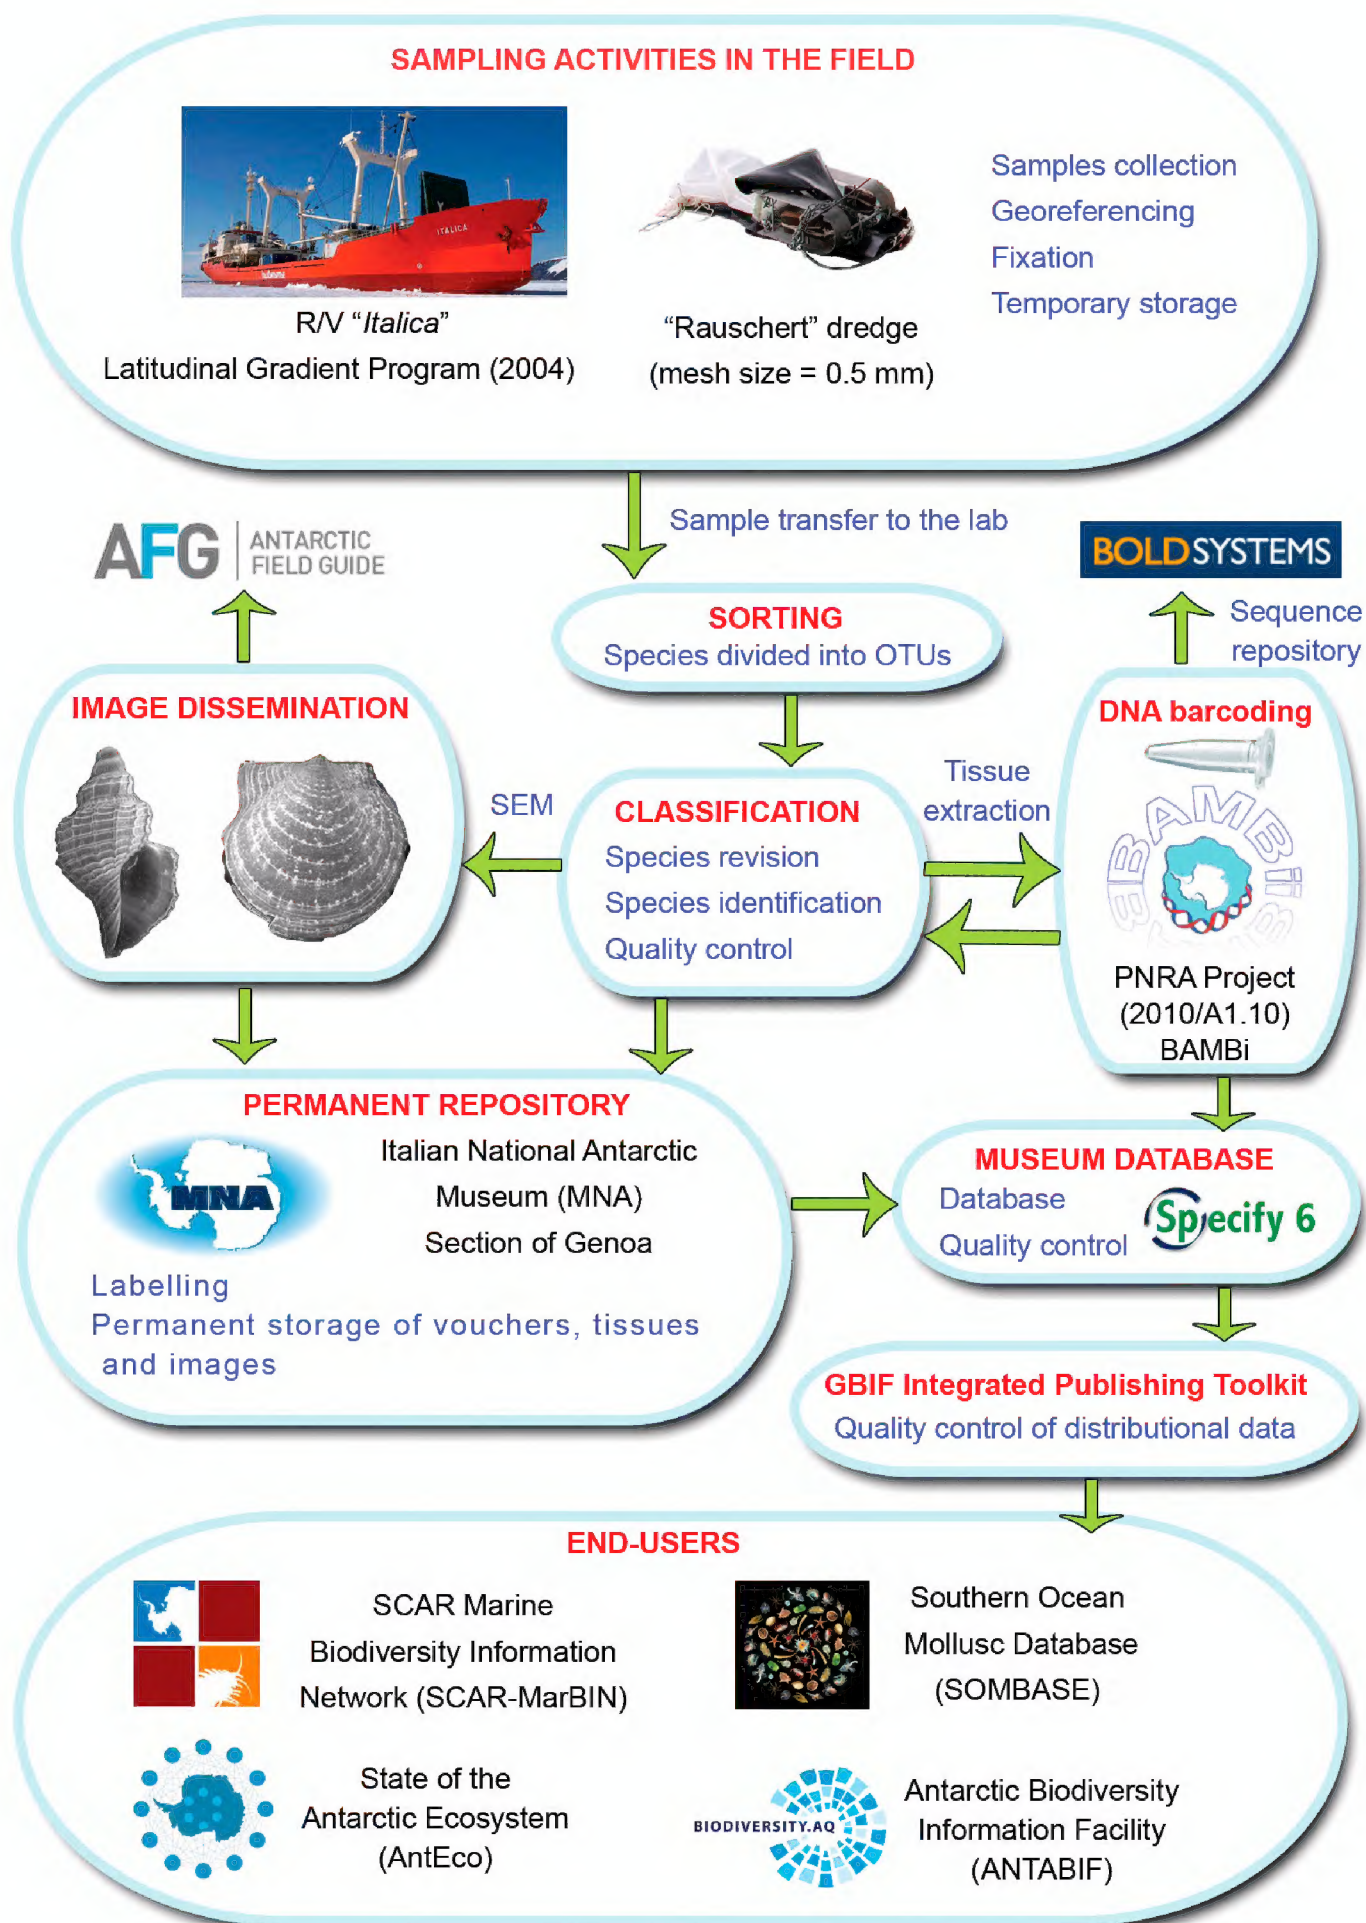 SAMPLING ACTIVITIES IN THE FIELD
ITALICA
R/V “Italica”
Latitudinal Gradient Program (2004)
“Rauschert” dredge
(mesh size = 0.5 mm)
Samples collection
Georeferencing
Fixation
Temporary storage
Sample transfer to the lab
AFG
ANTARCTIC
FIELD GUIDE
BOLDSYSTEMS
Sequence
repository
SORTING
Species divided into OTUs
IMAGE DISSEMINATION
SEM
CLASSIFICATION
Species revision
Species identification
Quality control
Tissue
extraction
DNA barcoding
BAMBi
PNRA Project
(2010/A1.10)
BAMBi
PERMANENT REPOSITORY
MNA
Italian National Antarctic
Museum (MNA)
Section of Genoa
Labelling
Permanent storage of vouchers, tissues
and images
MUSEUM DATABASE
Database
Quality control
Specify 6
GBIF Integrated Publishing Toolkit
Quality control of distributional data
END-USERS
SCAR Marine
Biodiversity Information
Network (SCAR-MarBIN)
Southern Ocean
Mollusc Database
(SOMBASE)
State of the
Antarctic Ecosystem
(AntEco)
BIODIVERSITY.AQ
Antarctic Biodiversity
Information Facility
(ANTABIF)